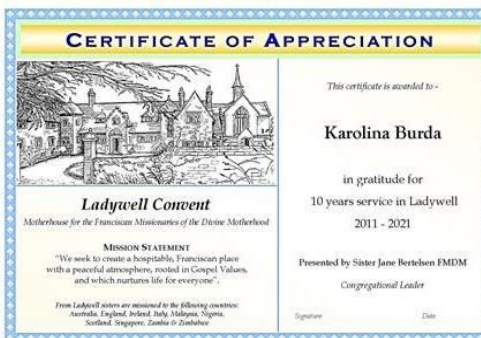 CERTIFICATE OF APPRECIATION
Ladywell Convent
Motherhouse for the Franciscan Missionaries of the Divine Motherhood
MISSION STATEMENT
"We seek to create a hospitable, Franciscan place
with a peaceful atmosphere, rooted in Gospel Values,
and which nurtures life for everyone".
From Ladywell sisters are missioned to the following countries:
Australia, England, Ireland, Italy, Malaysia, Nigeria,
Scotland, Singapore, Zambia & Zimbabwe
This certificate is awarded to -
Karolina Burda
in gratitude for
10 years service in Ladywell
2011 - 2021
Presented by Sister Jane Bertelsen FMDM
Congregational Leader
Signature Date